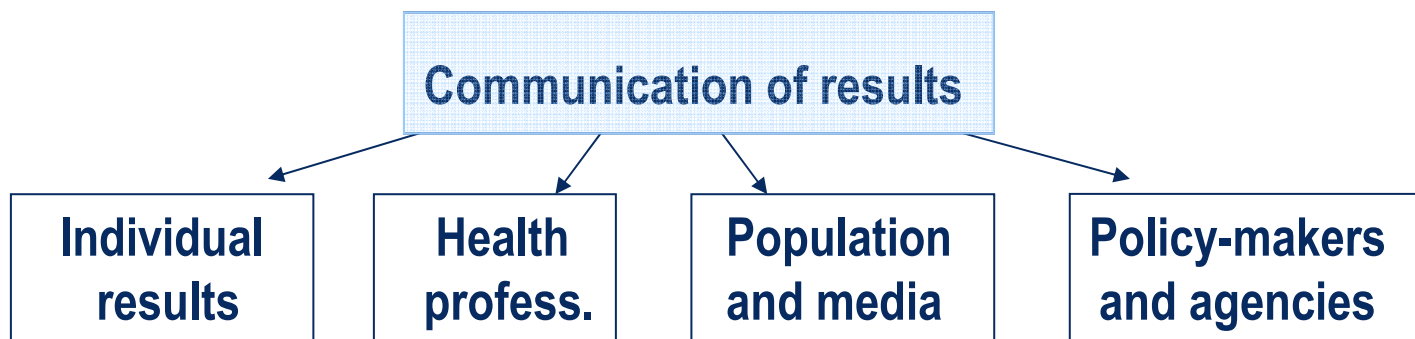 Communication of results
Individual
results
Health
profess.
Population
and media
Policy-makers
and agencies